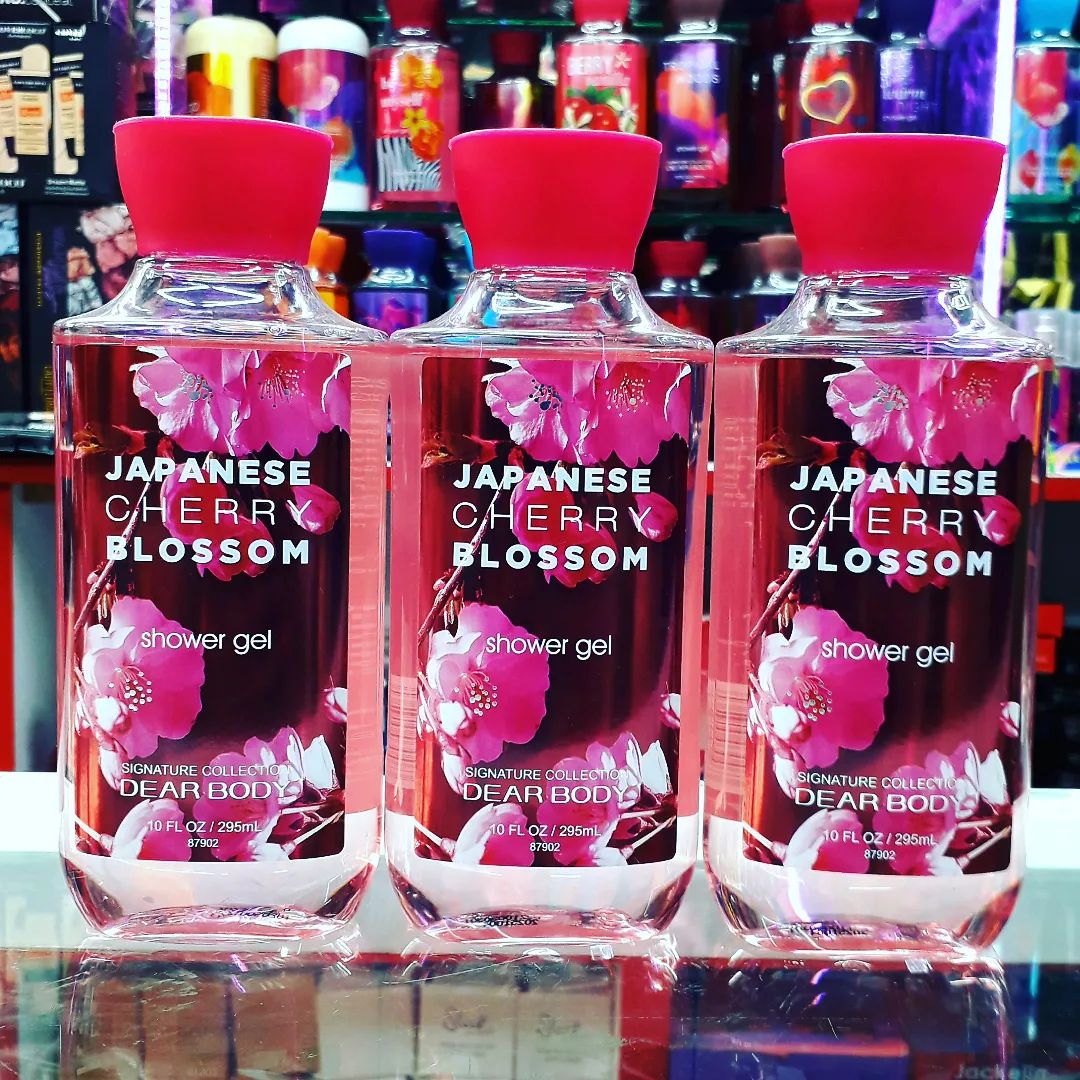 BERRY
JAPANESE
CHERRY
BLOSSOM
shower gel
SIGNATURE COLLECTION
DEAR BODY
10 FL OZ / 295mL
87902
JAPANESE
CHERRY
BLOSSOM
shower gel
SIGNATURE COLLECTION
DEAR BODY
10 FL OZ / 295mL
87902
JAPANESE
CHERRY
BLOSSOM
shower gel
SIGNATURE COLLECTION
DEAR BODY
10 FL OZ / 295mL
87902